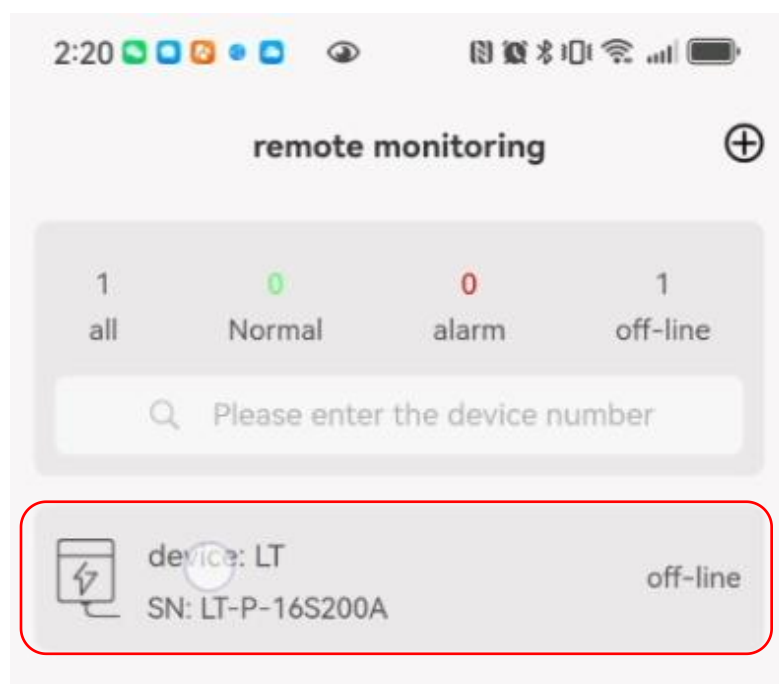 2:20
remote monitoring
1 0 0 1
all Normal alarm off-line
Please enter the device number
device: LT
off-line
SN: LT-P-16S200A